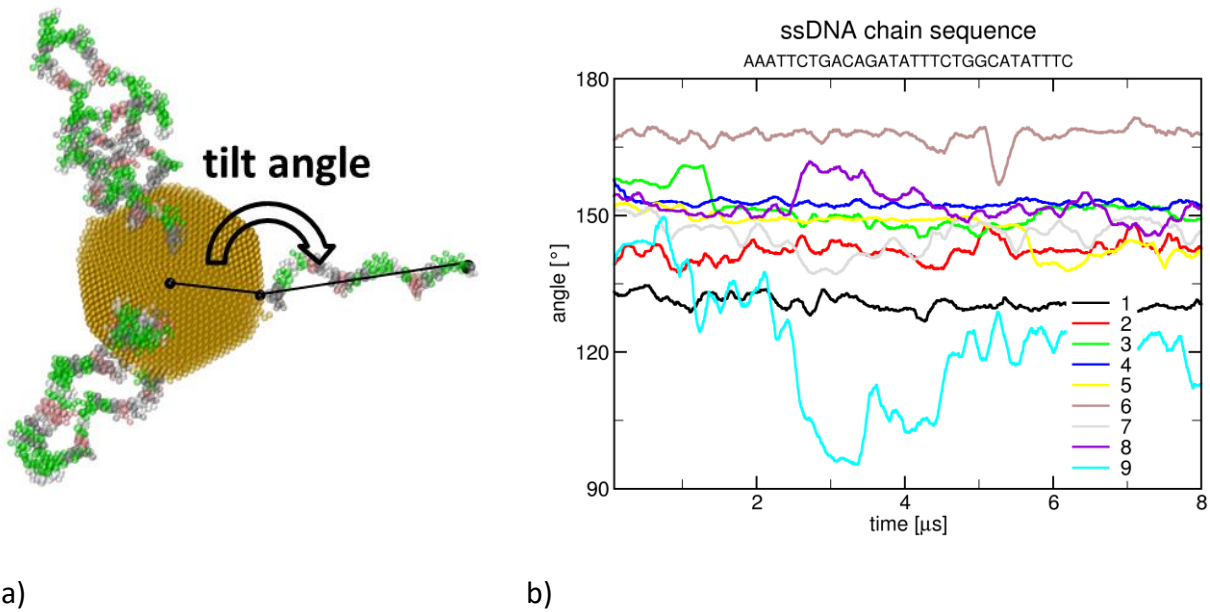 tilt angle
ssDNA chain sequence
AAATTCTGACAGATATTTCTGGCATATTTC
180
150
120
90
angle [°]
2
4
6
8
time [μs]
1
2
3
4
5
6
7
8
9
a)
b)